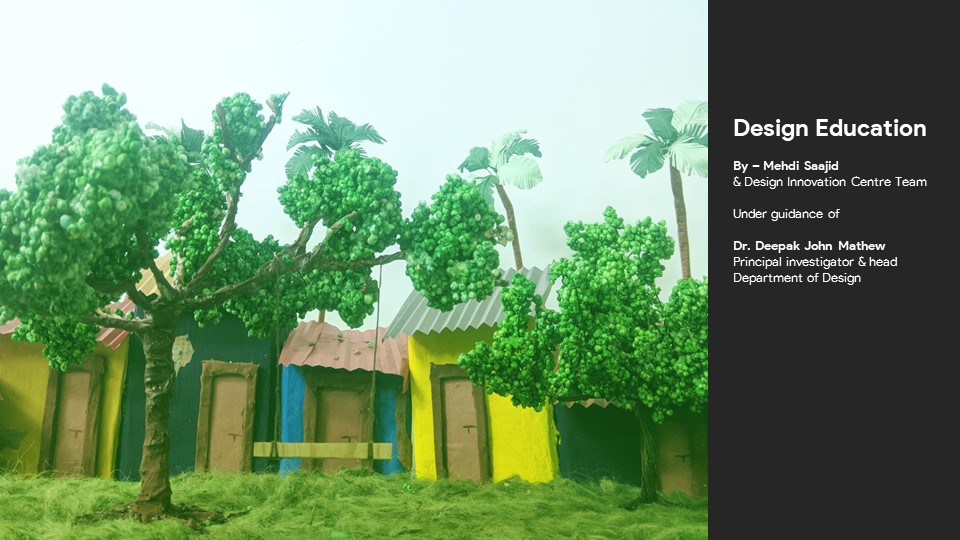 Design Education
By – Mehdi Saajid
& Design Innovation Centre Team
Under guidance of
Dr. Deepak John Mathew
Principal investigator & head
Department of Design